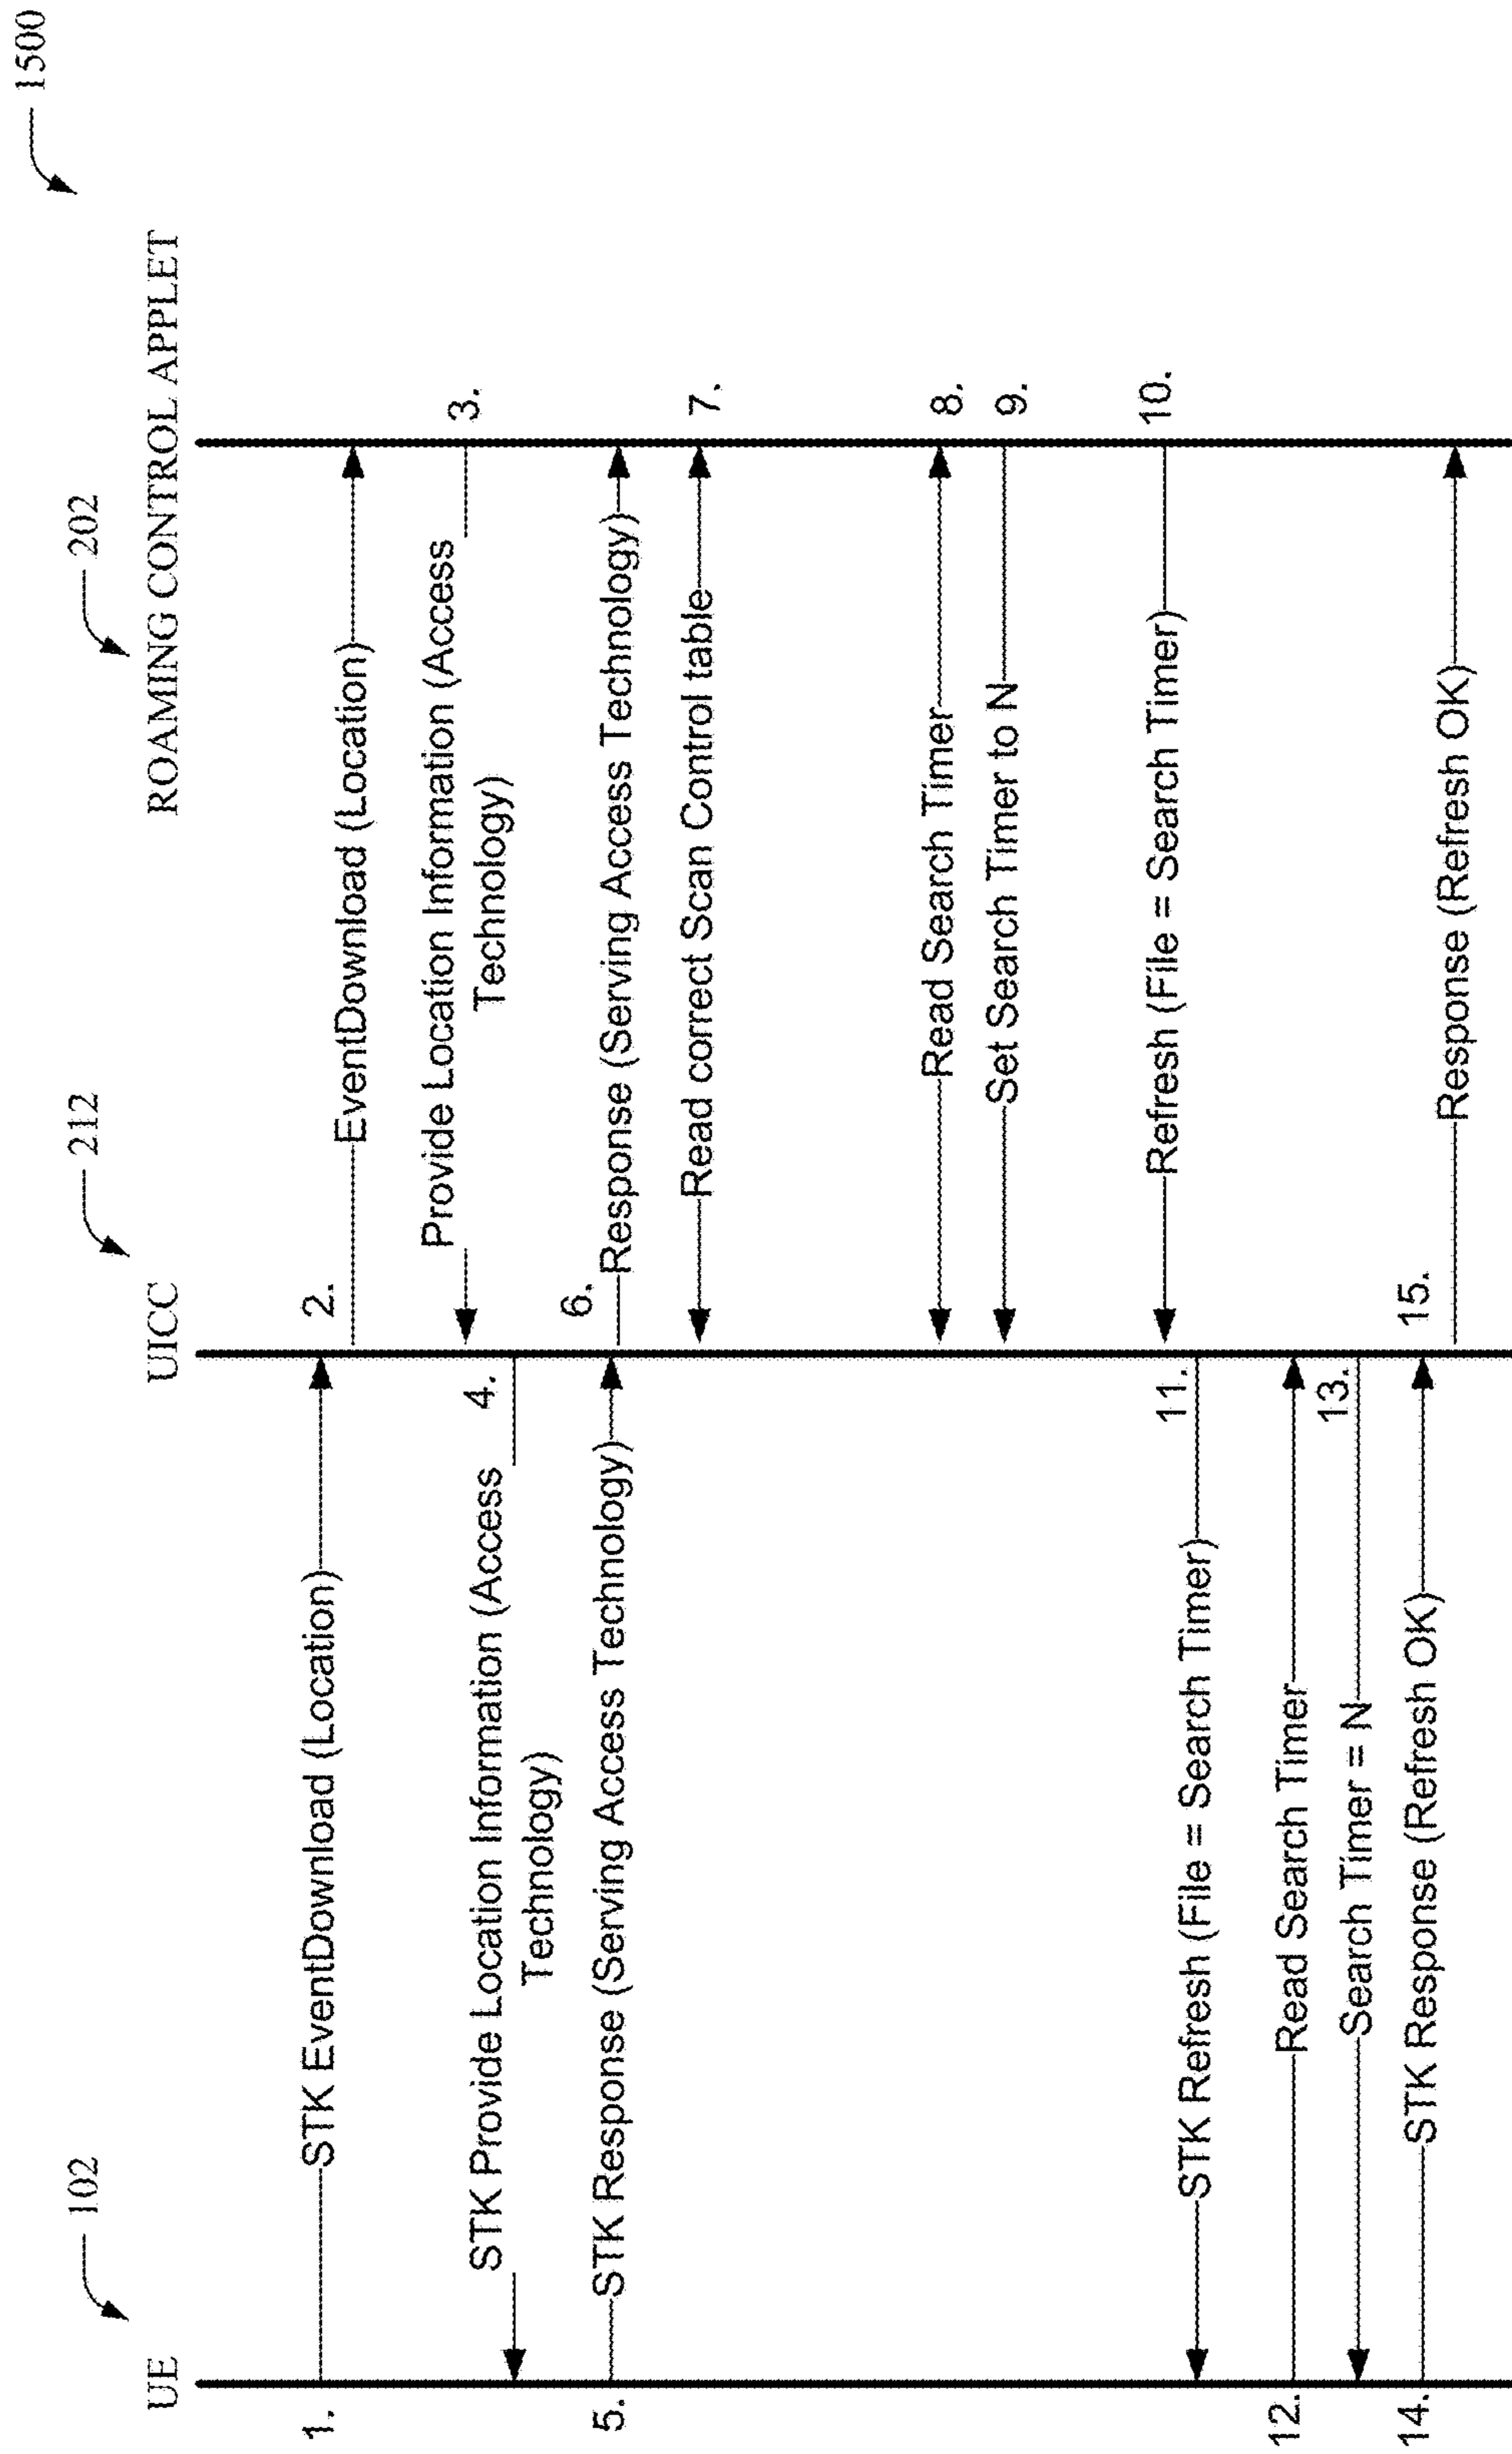 1500
102
212
202
UE
UICC
ROAMING CONTROL APPLET
1.
STK EventDownload (Location)
2.
EventDownload (Location)
3.
Provide Location Information (Access
Technology)
4.
STK Provide Location Information (Access
Technology)
5.
STK Response (Serving Access Technology)
6.
Response (Serving Access Technology)
7.
Read correct Scan Control table
8.
Read Search Timer
9.
Set Search Timer to N
10.
Refresh (File = Search Timer)
11.
STK Refresh (File = Search Timer)
12.
Read Search Timer
13.
Search Timer = N
14.
STK Response (Refresh OK)
15.
Response (Refresh OK)